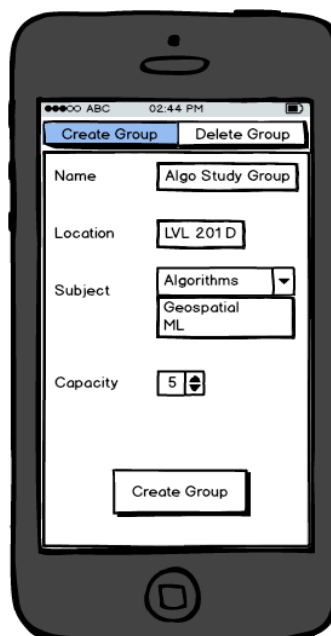 ABC 02:44 PM
Create Group Delete Group
Name Algo Study Group
Location LVL 201D
Subject Algorithms
Geospatial
ML
Capacity 5
Create Group